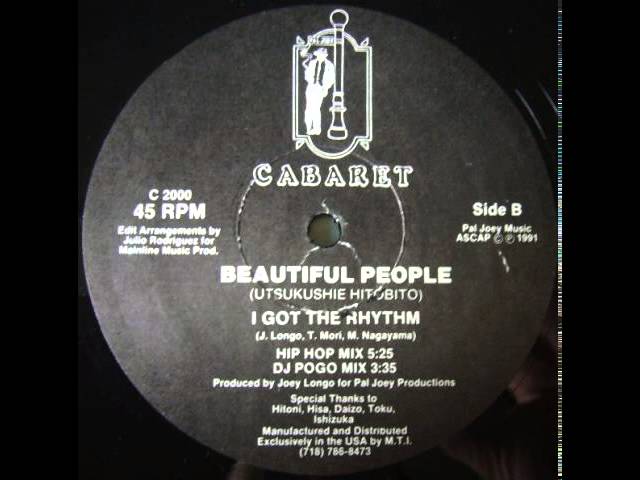 PAL JOEY
CABARET
C 2000
45 RPM
Edit Arrangements by
Julio Rodriguez for
Mainline Music Prod.
Side B
Pal Joey Music
ASCAP © ℗ 1991
BEAUTIFUL PEOPLE
(UTSUKUSHIE HITOBITO)
I GOT THE RHYTHM
(J. Longo, T. Mori, M. Nagayama)
HIP HOP MIX 5:25
DJ POGO MIX 3:35
Produced by Joey Longo for Pal Joey Productions
Special Thanks to
Hitoni, Hisa, Daizo, Toku,
Ishizuka
Manufactured and Distributed
Exclusively in the USA by M.T.I.
(718) 786-8473